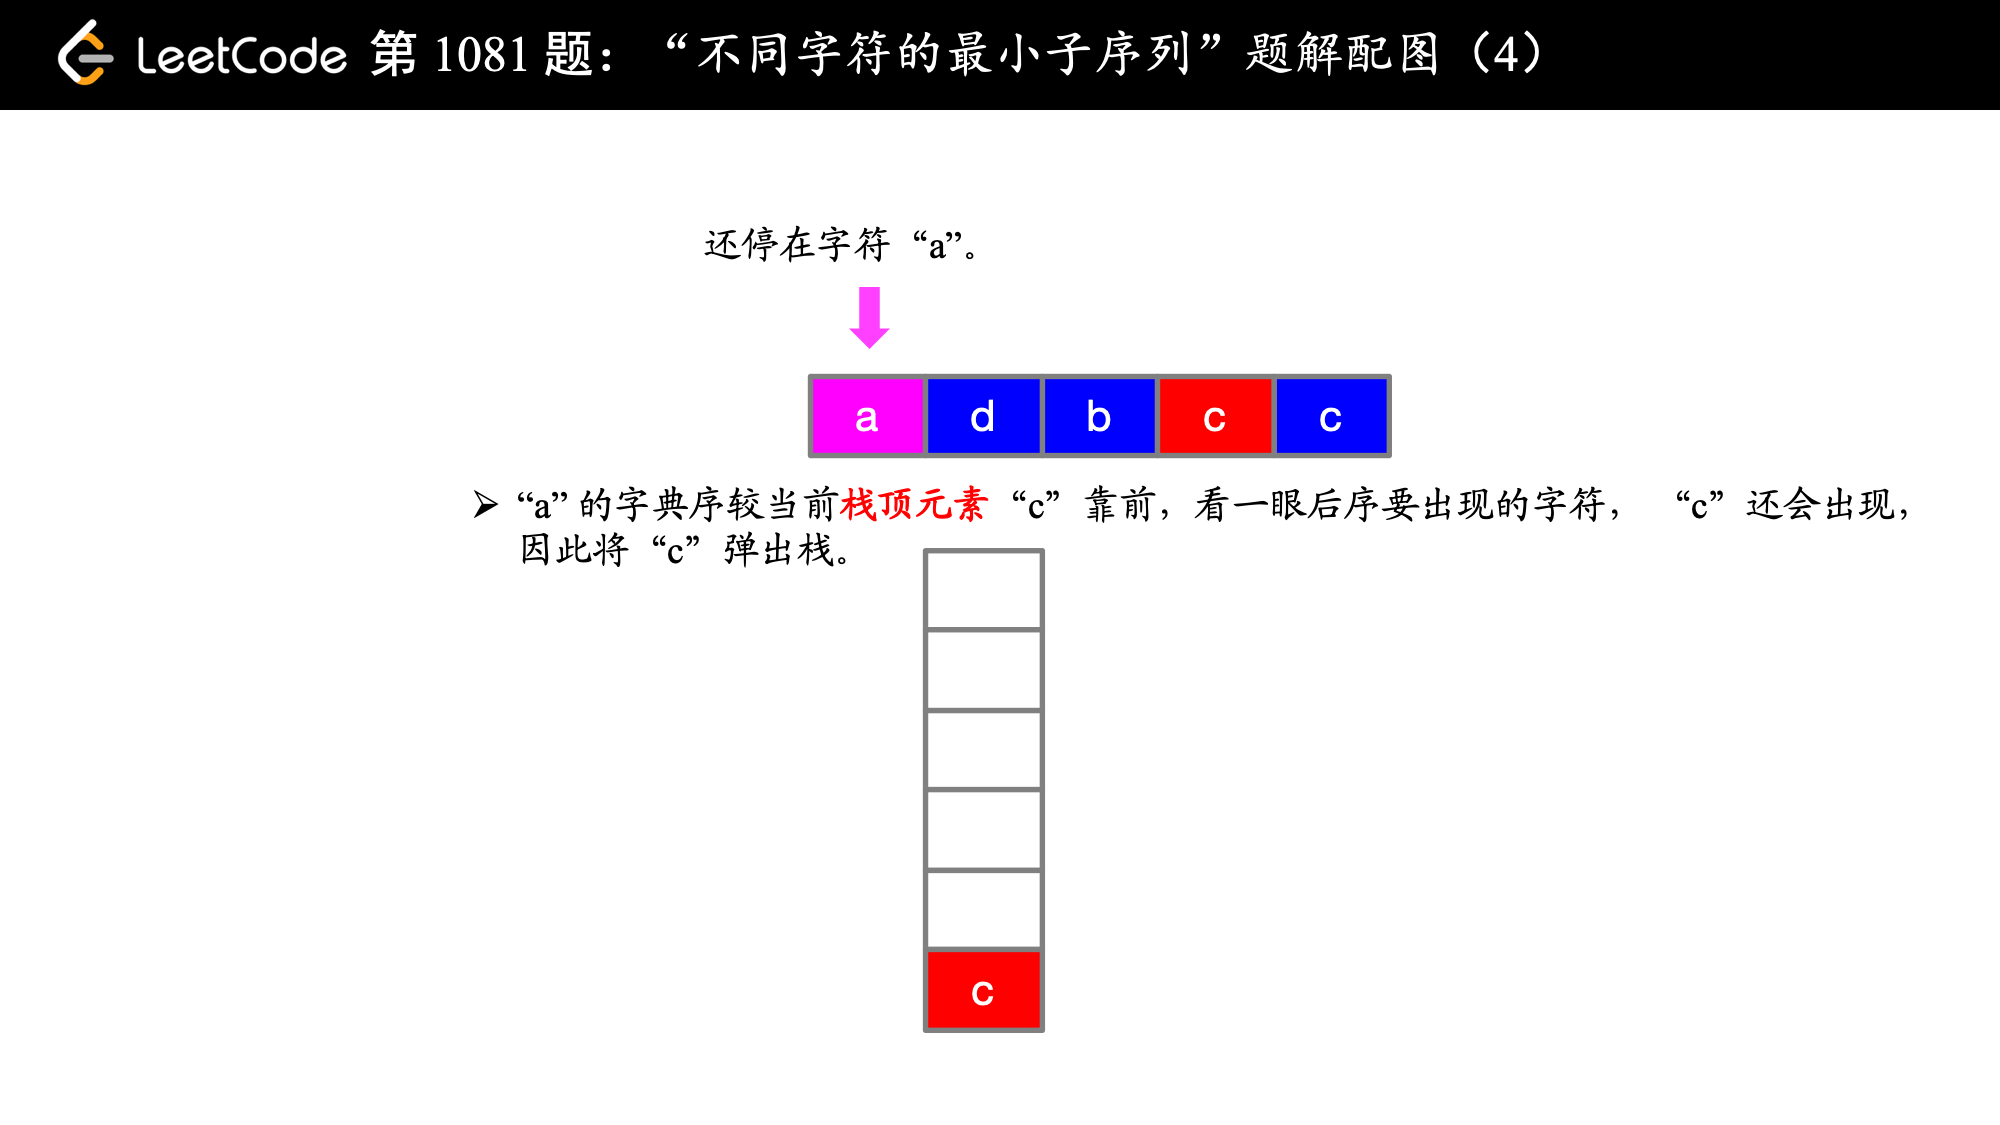 LeetCode 第 1081 题：“不同字符的最小子序列”题解配图（4）
还停在字符“a”。
a d b c c
➢ “a” 的字典序较当前栈顶元素“c”靠前，看一眼后序要出现的字符，“c”还会出现，
因此将“c”弹出栈。
c